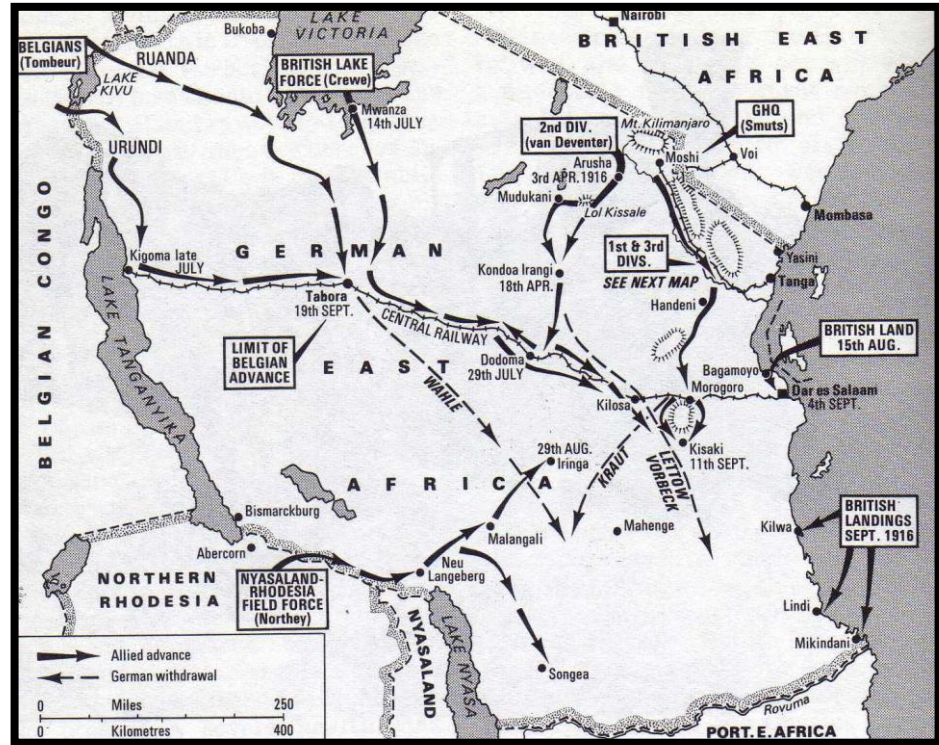 Nairobi
LAKE
VICTORIA
Bukoba
BRITISH EAST
AFRICA
BELGIANS
(Tombeur)
RUANDA
LAKE
KIVU
BRITISH LAKE
FORCE (Crewe)
Mwanza
14th JULY
URUNDI
2nd DIV.
(van Deventer)
Mt. Kilimanjaro
GHQ
(Smuts)
Arusha
3rd APR. 1916
Moshi
Voi
Mudukani
Lol Kissale
Mombasa
BELGIAN CONGO
GERMAN
Kigoma late
JULY
Kondoa Irangi
18th APR.
1st & 3rd
DIVS.
SEE NEXT MAP
Yasini
Tanga
Handeni
Tabora
19th SEPT.
CENTRAL RAILWAY
LIMIT OF
BELGIAN
ADVANCE
EAST
Dodoma
29th JULY
BRITISH LAND
15th AUG.
Bagamoyo
Dar es Salaam
4th SEPT.
LAKE TANGANYIKA
WAHLE
Kilosa
Morogoro
Kisaki
11th SEPT.
29th AUG.
Iringa
KRAUT
LETTOW
VORBECK
AFRICA
Bismarckburg
Abercorn
Malangali
Mahenge
Kilwa
BRITISH
LANDINGS
SEPT. 1916
NORTHERN
RHODESIA
NYASALAND-
RHODESIA
FIELD FORCE
(Northey)
Neu
Langeberg
NYASALAND
LAKE NYASA
Lindi
Mikindani
Songea
Rovuma
PORT. E. AFRICA
Allied advance
German withdrawal
0 Miles 250
0 Kilometres 400